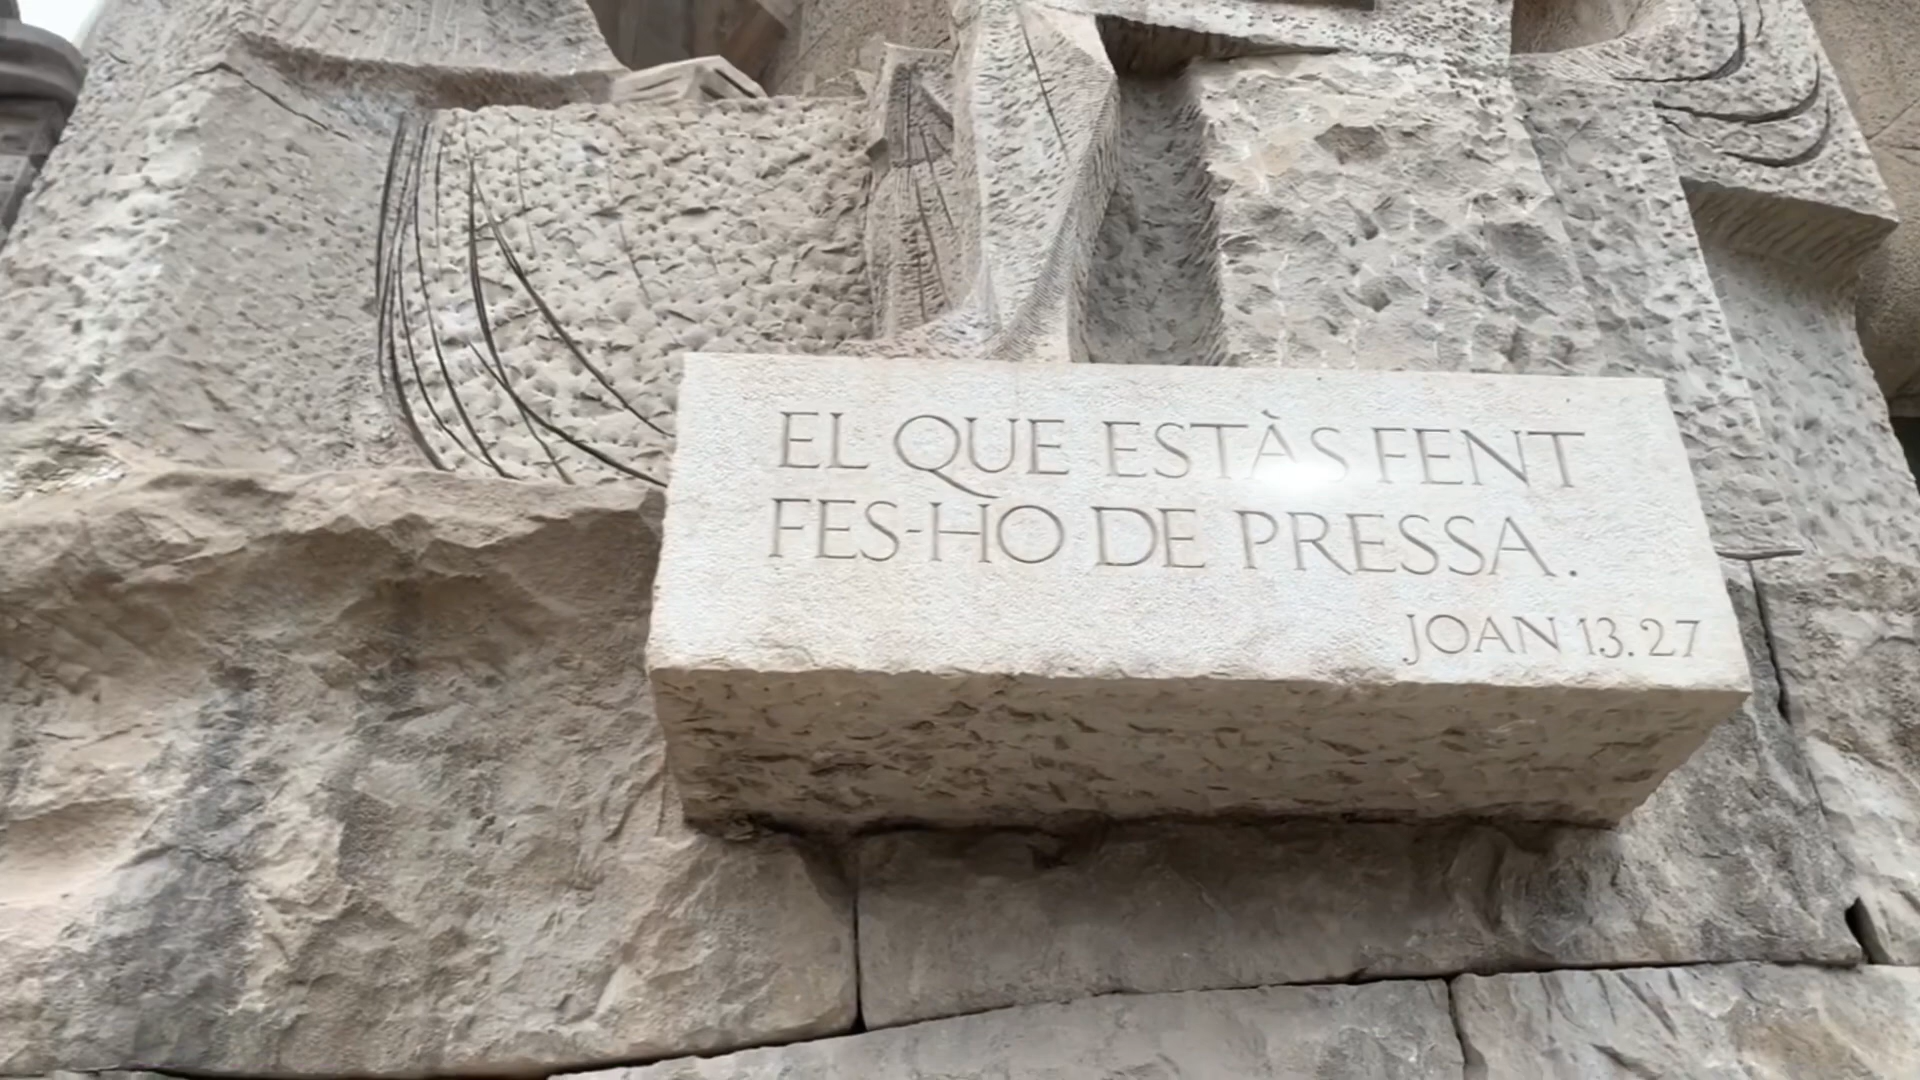 EL QUE ESTÀS FENT
FES-HO DE PRESSA.
JOAN 13.27